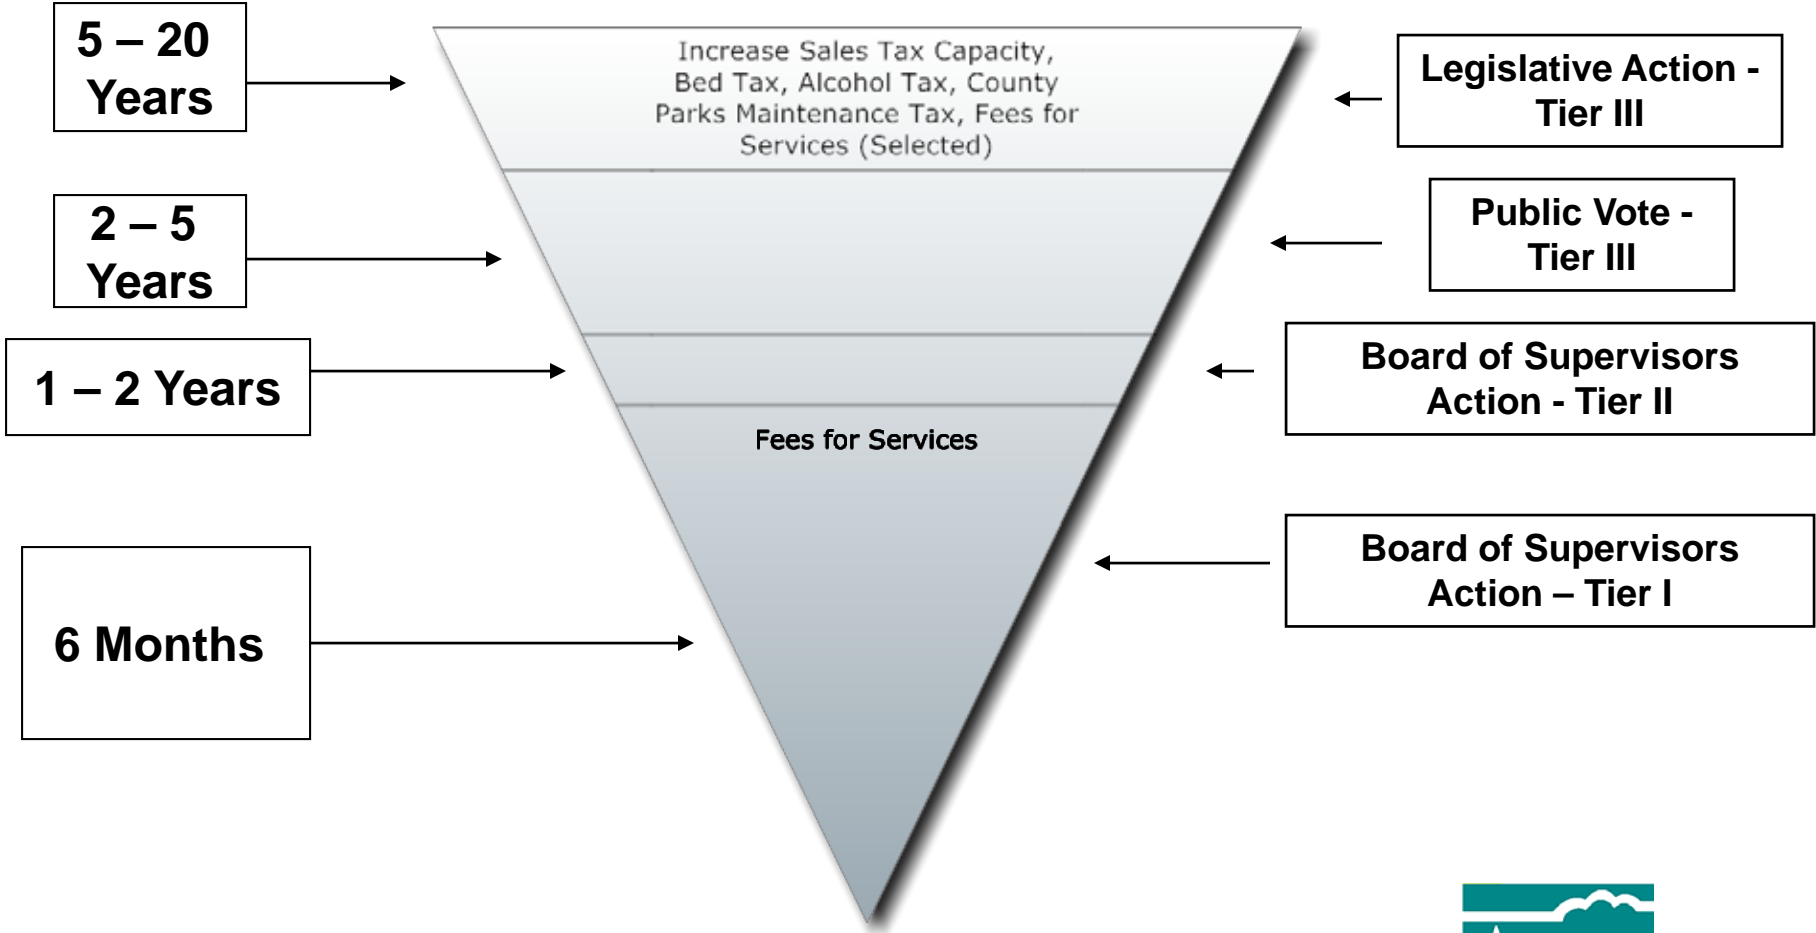 5 – 20
Years
Increase Sales Tax Capacity,
Bed Tax, Alcohol Tax, County
Parks Maintenance Tax, Fees for
Services (Selected)
Legislative Action -
Tier III
2 – 5
Years
Public Vote -
Tier III
1 – 2 Years
Board of Supervisors
Action - Tier II
Fees for Services
6 Months
Board of Supervisors
Action – Tier I